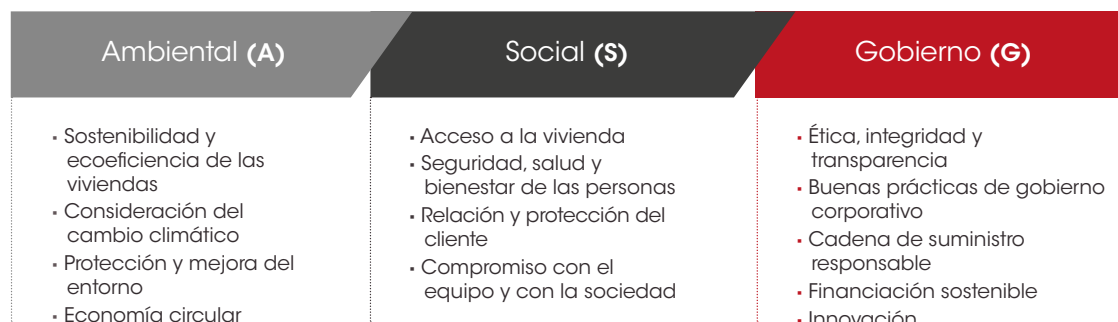 Ambiental (A)
Social (S)
Gobierno (G)
▪ Sostenibilidad y
ecoeficiencia de las
viviendas
▪ Consideración del
cambio climático
▪ Protección y mejora del
entorno
▪ Economía circular
▪ Acceso a la vivienda
▪ Seguridad, salud y
bienestar de las personas
▪ Relación y protección del
cliente
▪ Compromiso con el
equipo y con la sociedad
▪ Ética, integridad y
transparencia
▪ Buenas prácticas de gobierno
corporativo
▪ Cadena de suministro
responsable
▪ Financiación sostenible
▪ Innovación